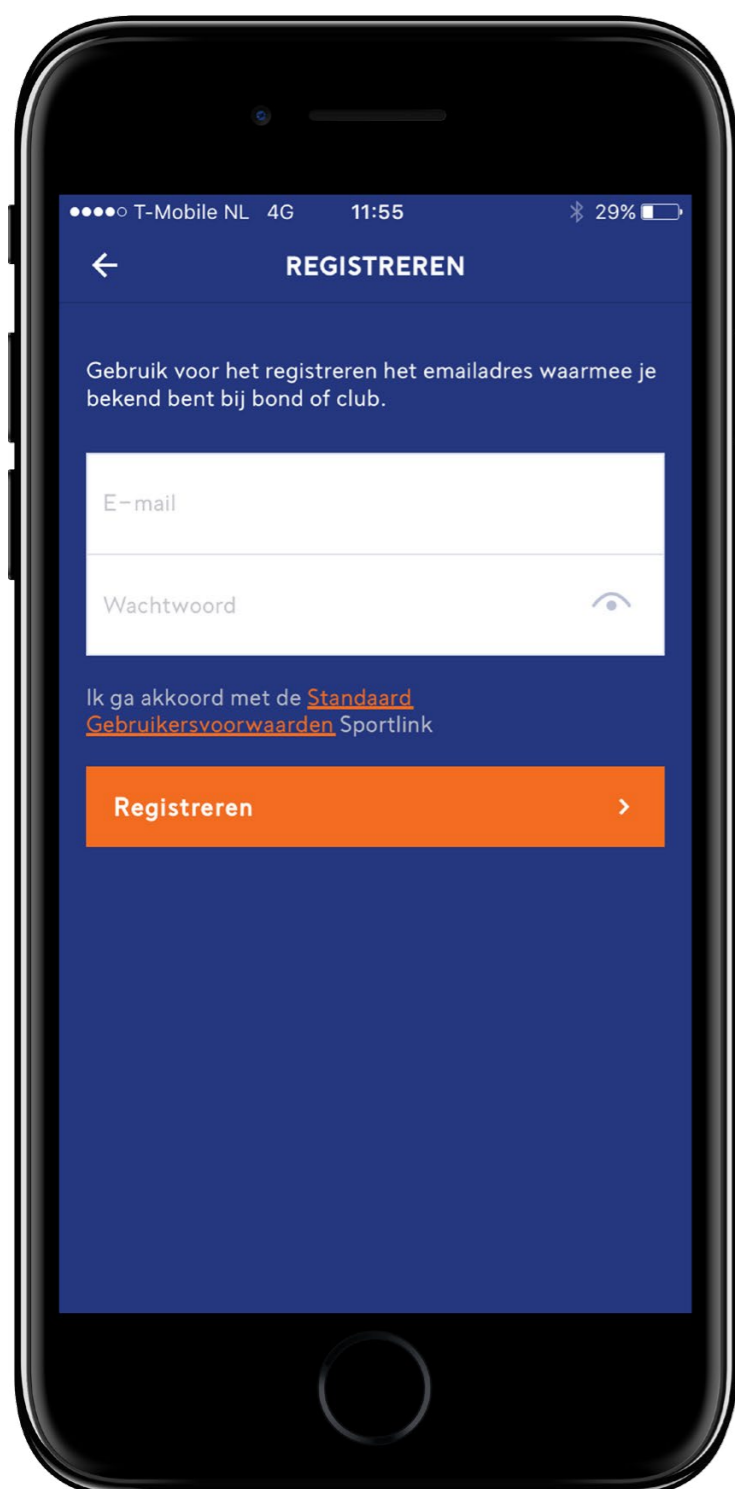 T-Mobile NL 4G 11:55 29%
REGISTREREN
Gebruik voor het registreren het emailadres waarmee je
bekend bent bij bond of club.
E-mail
Wachtwoord
Ik ga akkoord met de Standaard
Gebruikersvoorwaarden Sportlink
Registreren